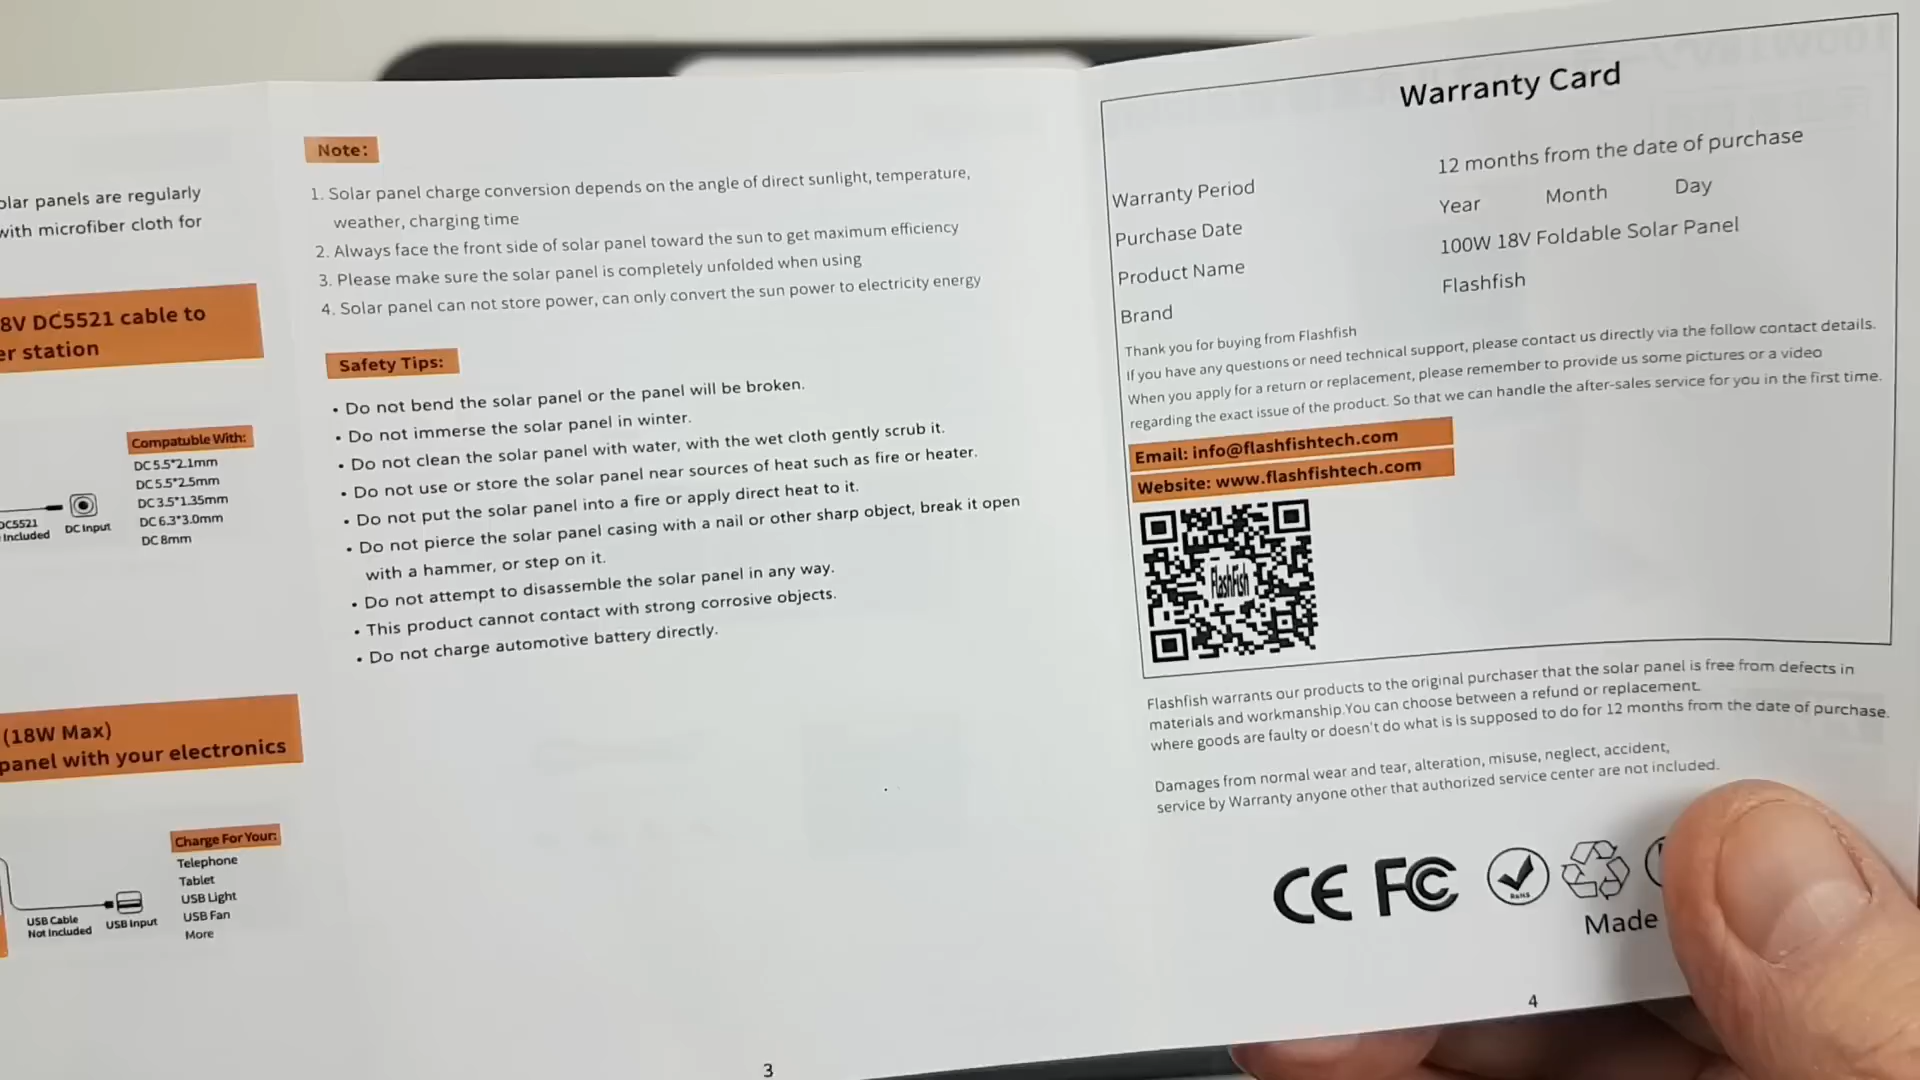 olar panels are regularly
with microfiber cloth for
8V DC5521 cable to
er station
Compatuble With:
DC5.5*2.1mm
DC5.5*2.5mm
DC3.5*1.35mm
DC6.3*3.0mm
DC8mm
DC5521
Included
DC Input
(18W Max)
panel with your electronics
Charge For Your:
Telephone
Tablet
USB Light
USB Fan
More
USB Cable
Not Included
USB Input
Note:
1. Solar panel charge conversion depends on the angle of direct sunlight, temperature,
weather, charging time
2. Always face the front side of solar panel toward the sun to get maximum efficiency
3. Please make sure the solar panel is completely unfolded when using
4. Solar panel can not store power, can only convert the sun power to electricity energy
Safety Tips:
• Do not bend the solar panel or the panel will be broken.
• Do not immerse the solar panel in winter.
• Do not clean the solar panel with water, with the wet cloth gently scrub it.
• Do not use or store the solar panel near sources of heat such as fire or heater.
• Do not put the solar panel into a fire or apply direct heat to it.
• Do not pierce the solar panel casing with a nail or other sharp object, break it open
with a hammer, or step on it.
• Do not attempt to disassemble the solar panel in any way.
• This product cannot contact with strong corrosive objects.
• Do not charge automotive battery directly.
3
Warranty Card
Warranty Period 12 months from the date of purchase
Purchase Date Year Month Day
Product Name 100W 18V Foldable Solar Panel
Brand Flashfish
Thank you for buying from Flashfish
If you have any questions or need technical support, please contact us directly via the follow contact details.
When you apply for a return or replacement, please remember to provide us some pictures or a video
regarding the exact issue of the product. So that we can handle the after-sales service for you in the first time.
Email: info@flashfishtech.com
Website: www.flashfishtech.com
FlashFish
Flashfish warrants our products to the original purchaser that the solar panel is free from defects in
materials and workmanship.You can choose between a refund or replacement.
where goods are faulty or doesn't do what is is supposed to do for 12 months from the date of purchase.
Damages from normal wear and tear, alteration, misuse, neglect, accident,
service by Warranty anyone other that authorized service center are not included.
CE FC
RoHS
Made
4